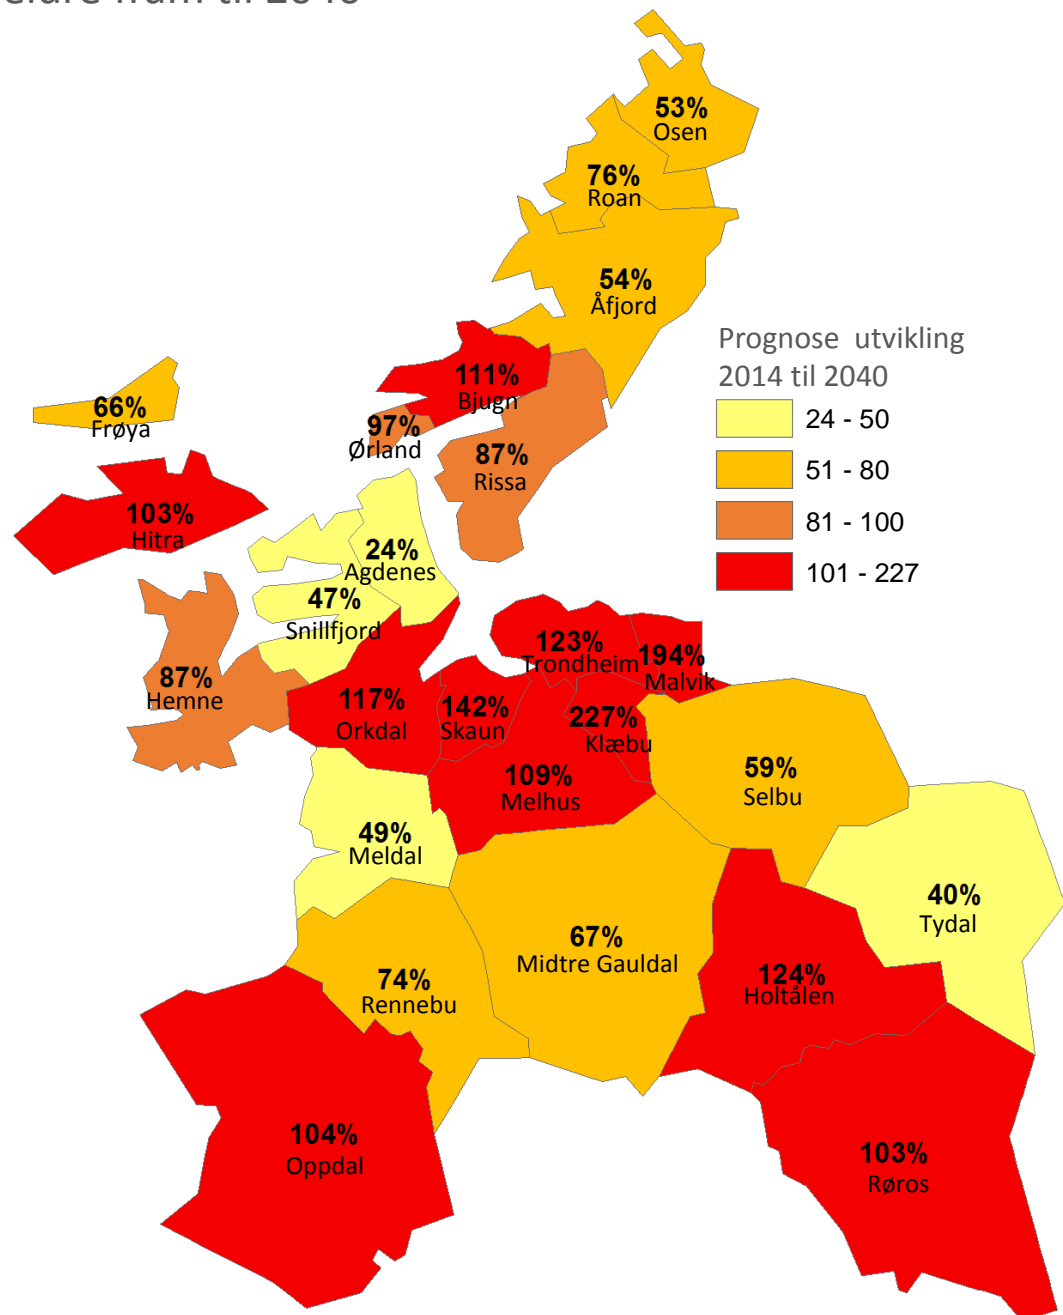 fram til 2040
53%
Osen
76%
Roan
54%
Åfjord
Prognose utvikling
2014 til 2040
24 - 50
51 - 80
81 - 100
101 - 227
111%
Bjugn
66%
Frøya
97%
Ørland
87%
Rissa
103%
Hitra
24%
Agdenes
47%
Snillfjord
123%
Trondheim
194%
Malvik
87%
Hemne
117%
Orkdal
142%
Skaun
227%
Klæbu
109%
Melhus
59%
Selbu
49%
Meldal
40%
Tydal
67%
Midtre Gauldal
74%
Rennebu
124%
Holtålen
104%
Oppdal
103%
Røros